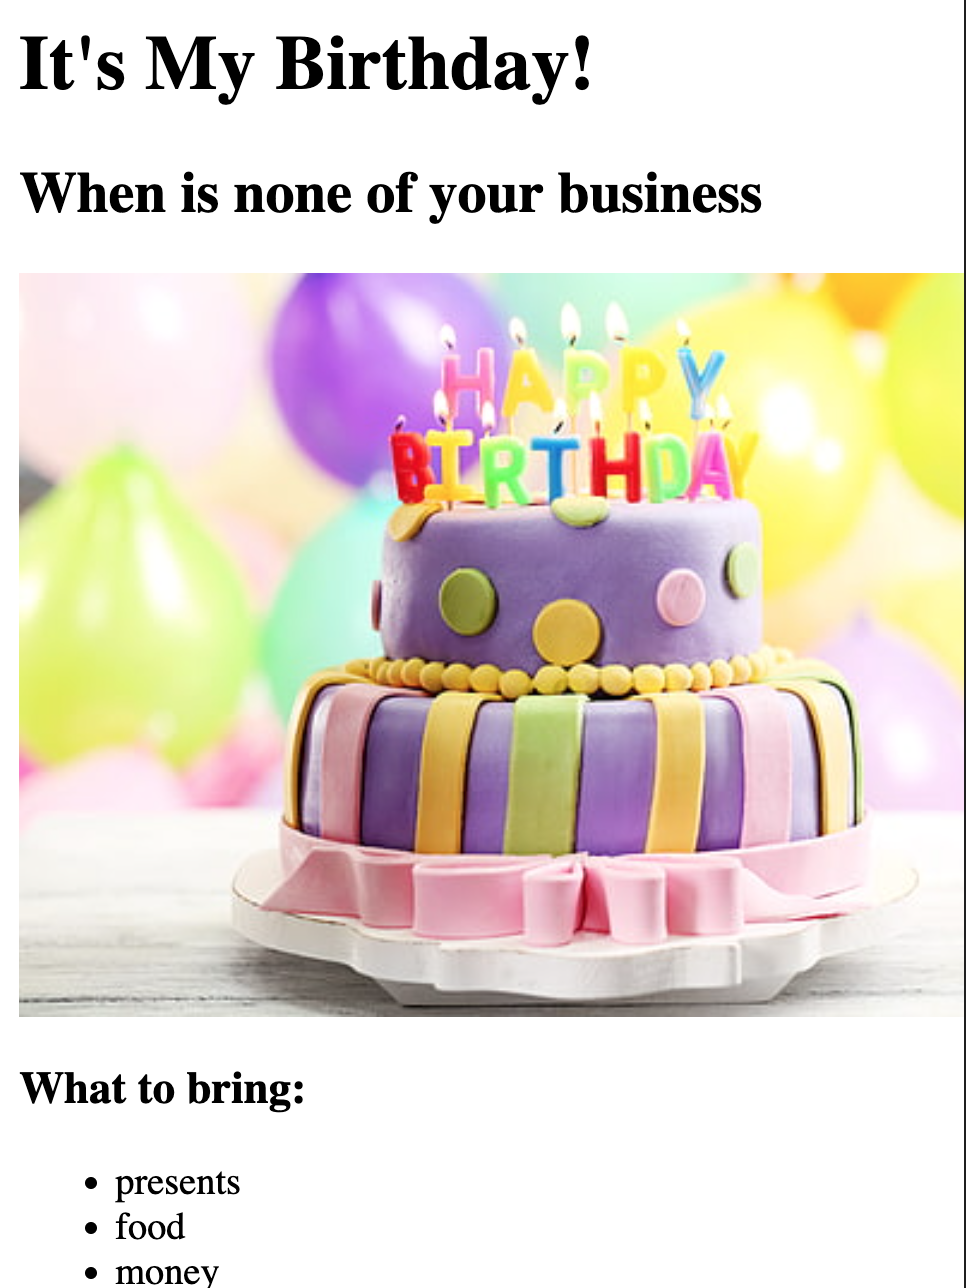 It's My Birthday!
When is none of your business
HAPPY
BIRTHDAY
What to bring:
presents
food
money